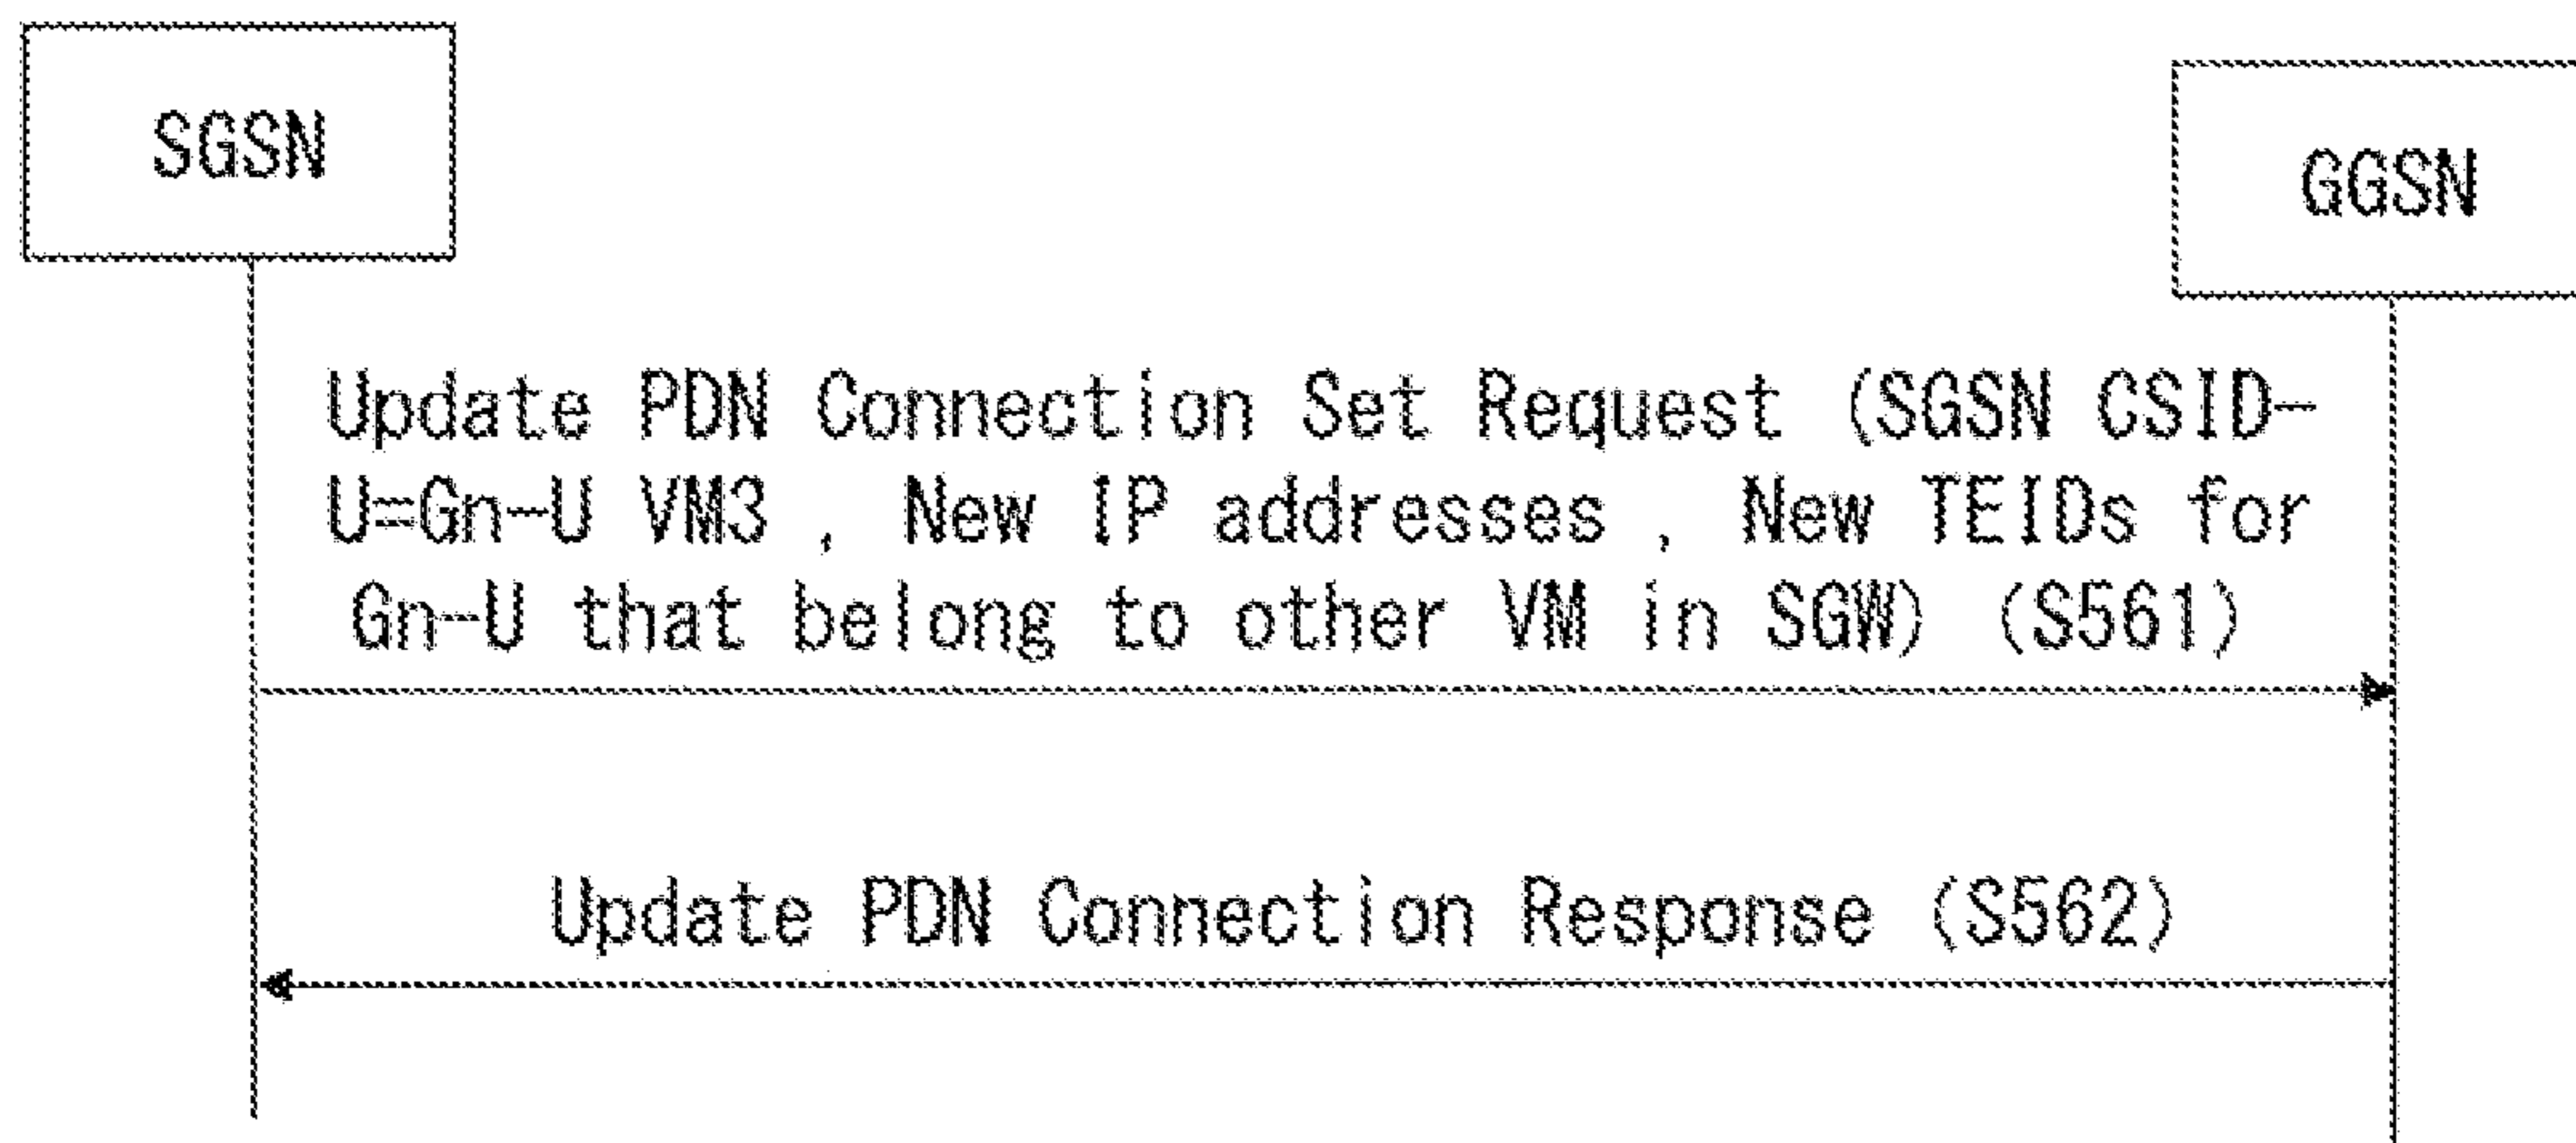 SGSN
GGSN
Update PDN Connection Set Request (SGSN CSID-
U=Gn-U VM3 , New IP addresses , New TEIDs for
Gn-U that belong to other VM in SGW) (S561)
Update PDN Connection Response (S562)